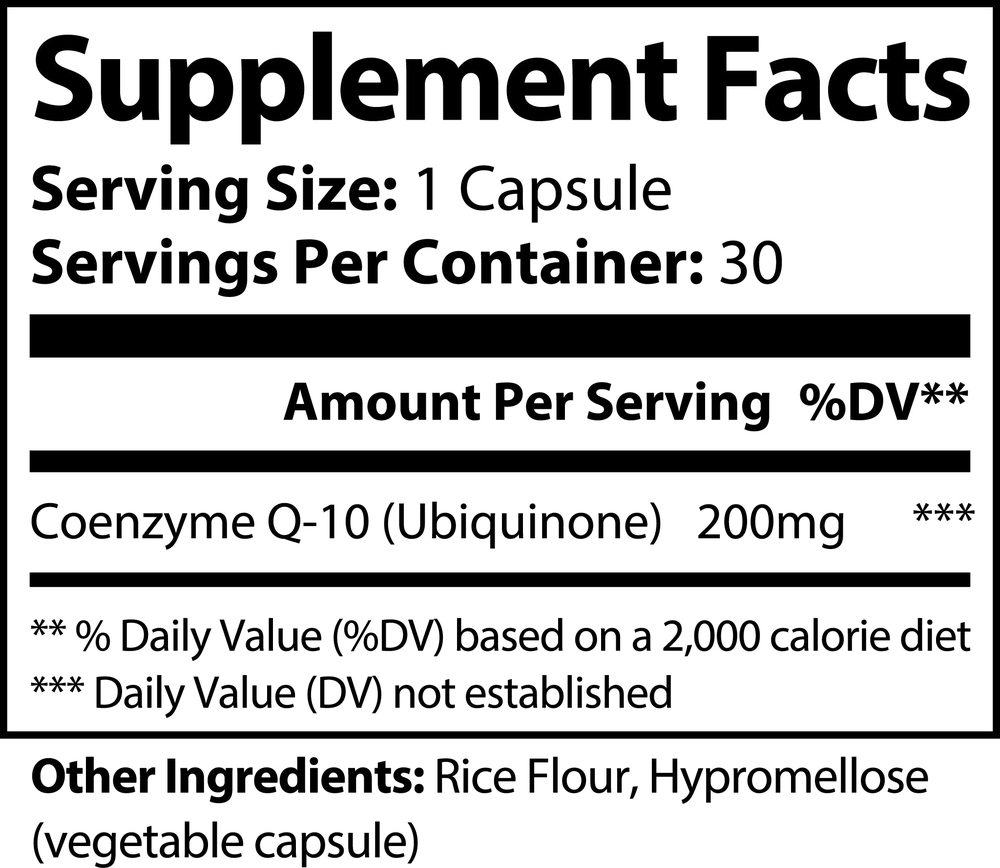 Supplement Facts
Serving Size: 1 Capsule
Servings Per Container: 30
Amount Per Serving %DV**
Coenzyme Q-10 (Ubiquinone) 200mg ***
** % Daily Value (%DV) based on a 2,000 calorie diet
*** Daily Value (DV) not established
Other Ingredients: Rice Flour, Hypromellose
(vegetable capsule)